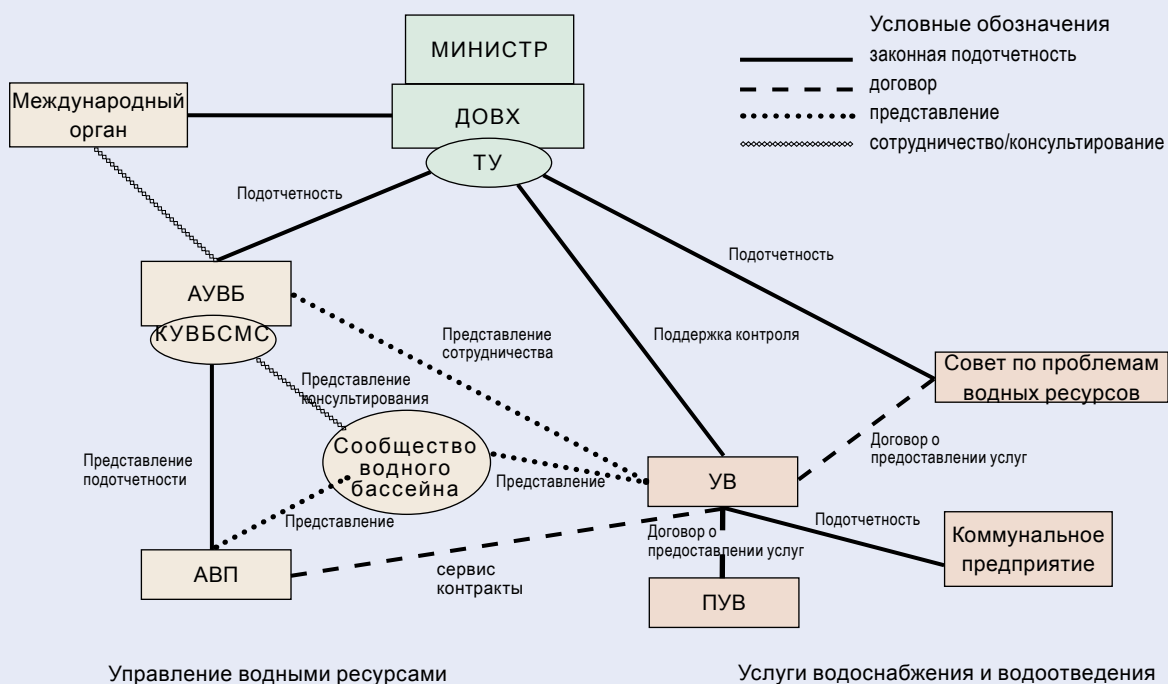 МИНИСТР
Условные обозначения
законная подотчетность
договор
представление
сотрудничество/консультирование
Международный
орган
ДОВХ
ТУ
Подотчетность
Подотчетность
АУВБ
КУВББСМС
Представление
сотрудничества
Поддержка контроля
Представление
консультирования
Совет по проблемам
водных ресурсов
Сообщество
водного
бассейна
Договор о
предоставлении услуг
Представление
подотчетности
Представление
УВ
Представление
Подотчетность
Договор о
предоставлении услуг
Коммунальное
предприятие
АВП
сервис
контракты
ПУВ
Управление водными ресурсами
Услуги водоснабжения и водоотведения